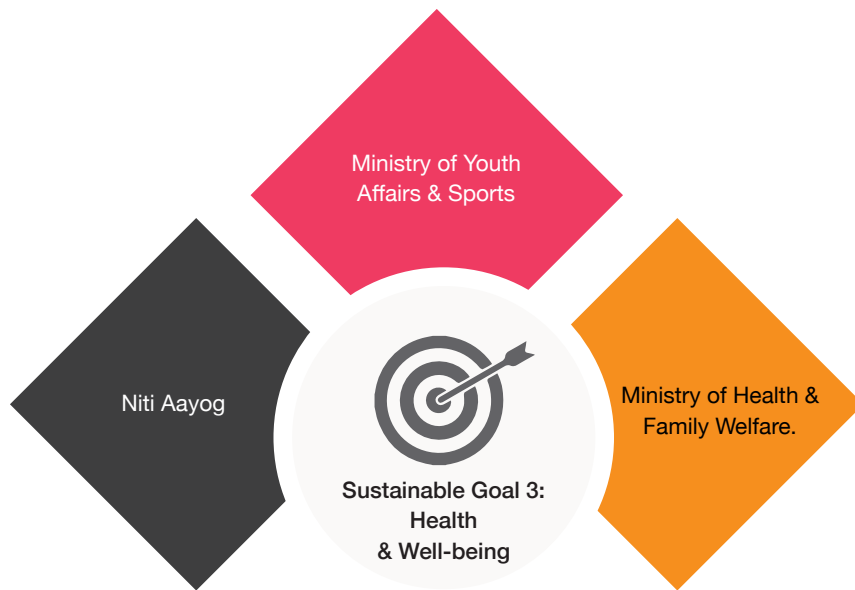 Ministry of Youth
Affairs & Sports
Niti Aayog
Ministry of Health &
Family Welfare.
Sustainable Goal 3:
Health
& Well-being